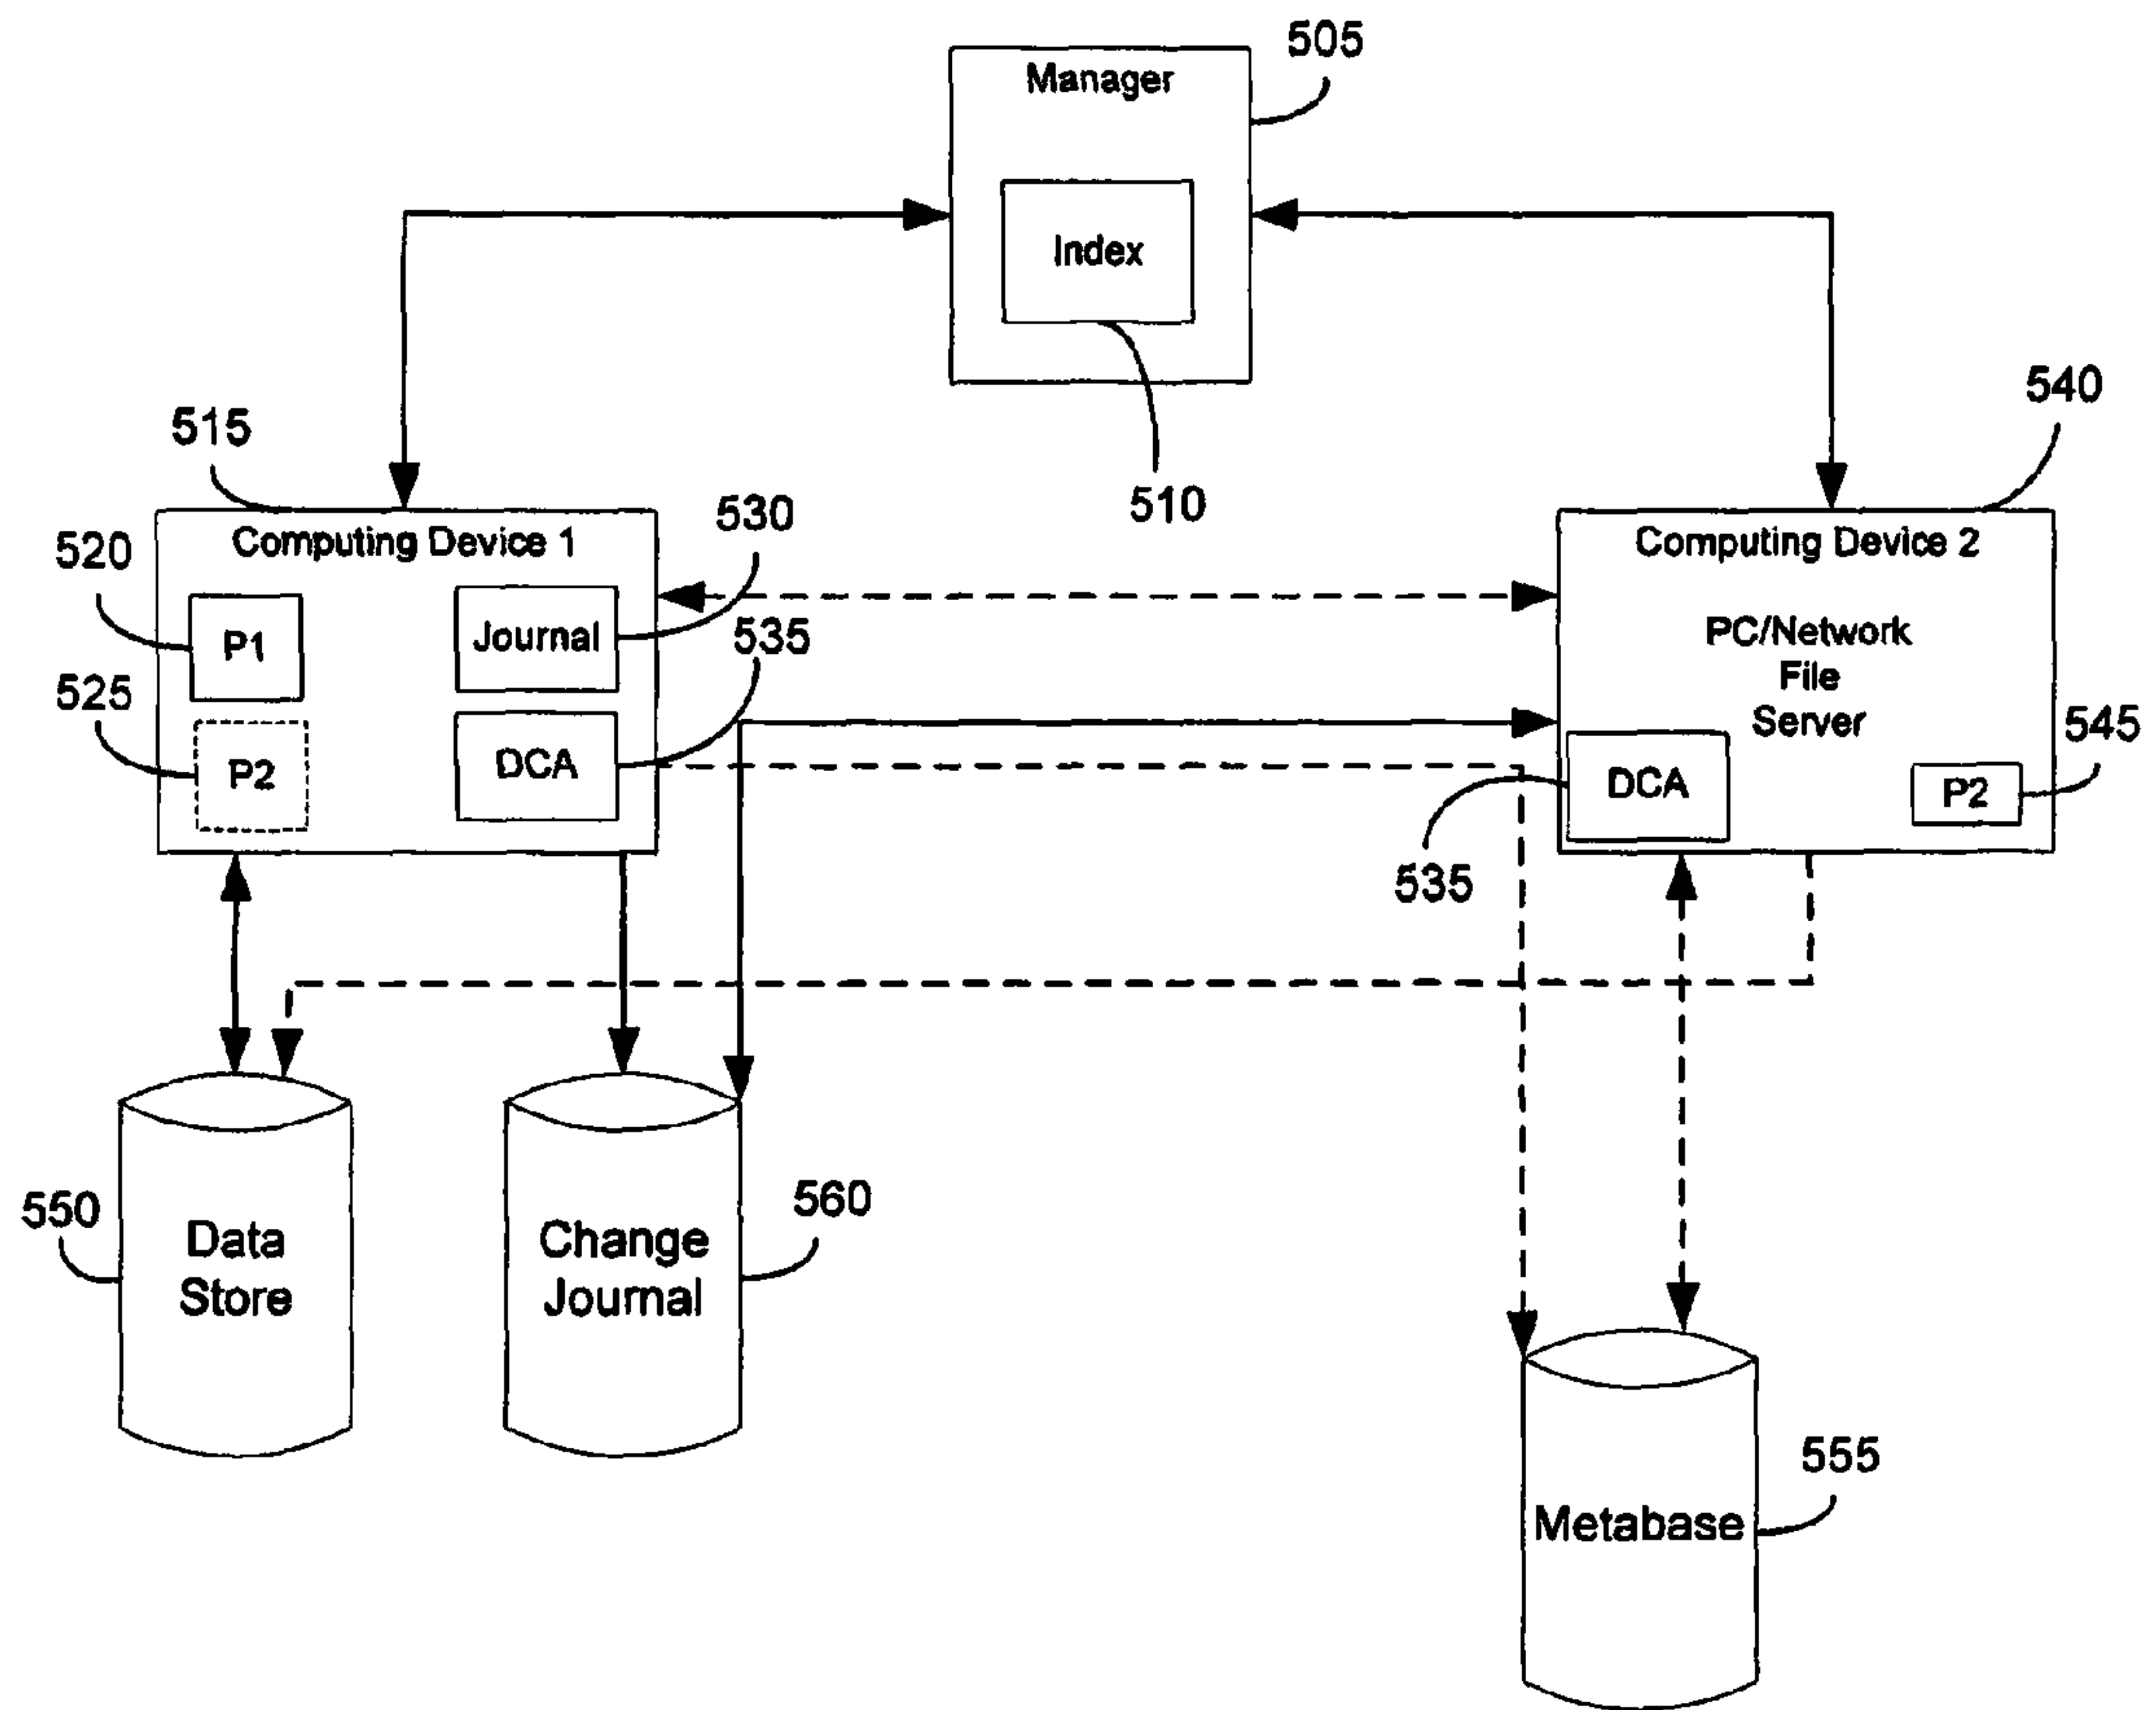 505
Manager
Index
510
540
515
530
Computing Device 1
Computing Device 2
520
P1
Journal
535
PC/Network
File
Server
525
P2
DCA
545
DCA
P2
535
550
Data
Store
560
Change
Journal
555
Metabase